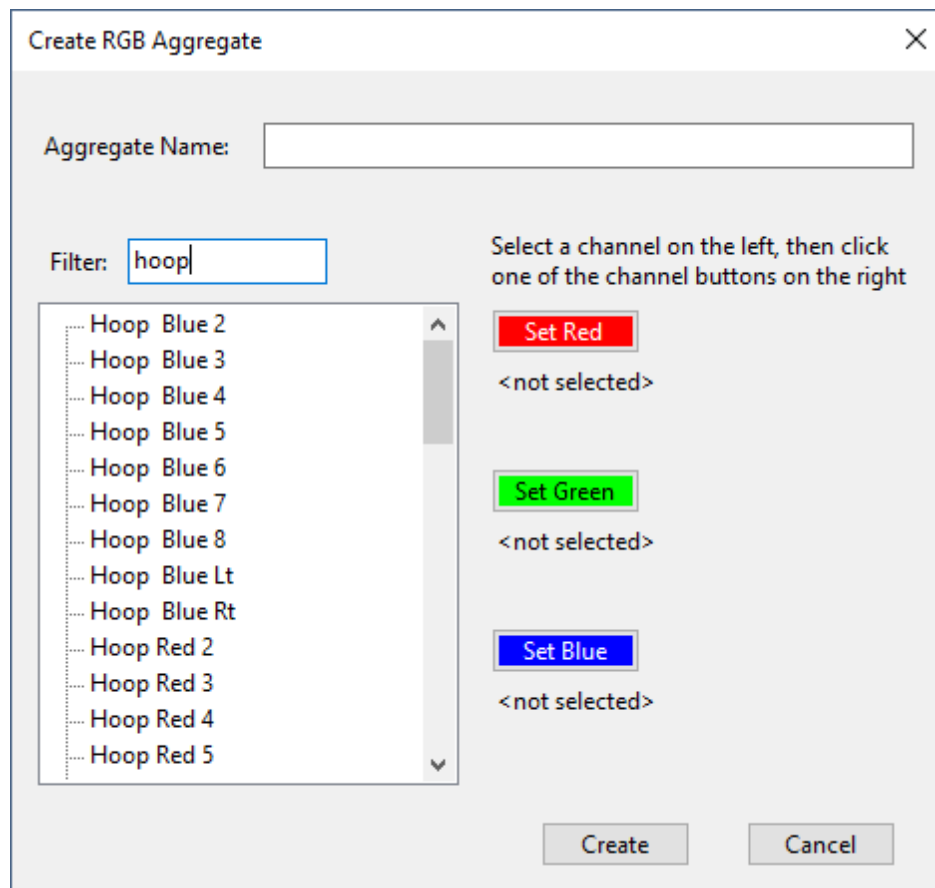 Create RGB Aggregate
Aggregate Name:
Filter: hoop
Select a channel on the left, then click
one of the channel buttons on the right
Hoop  Blue 2
Hoop  Blue 3
Hoop  Blue 4
Hoop  Blue 5
Hoop  Blue 6
Hoop  Blue 7
Hoop  Blue 8
Hoop  Blue Lt
Hoop  Blue Rt
Hoop Red 2
Hoop Red 3
Hoop Red 4
Hoop Red 5
Set Red
<not selected>
Set Green
<not selected>
Set Blue
<not selected>
Create
Cancel